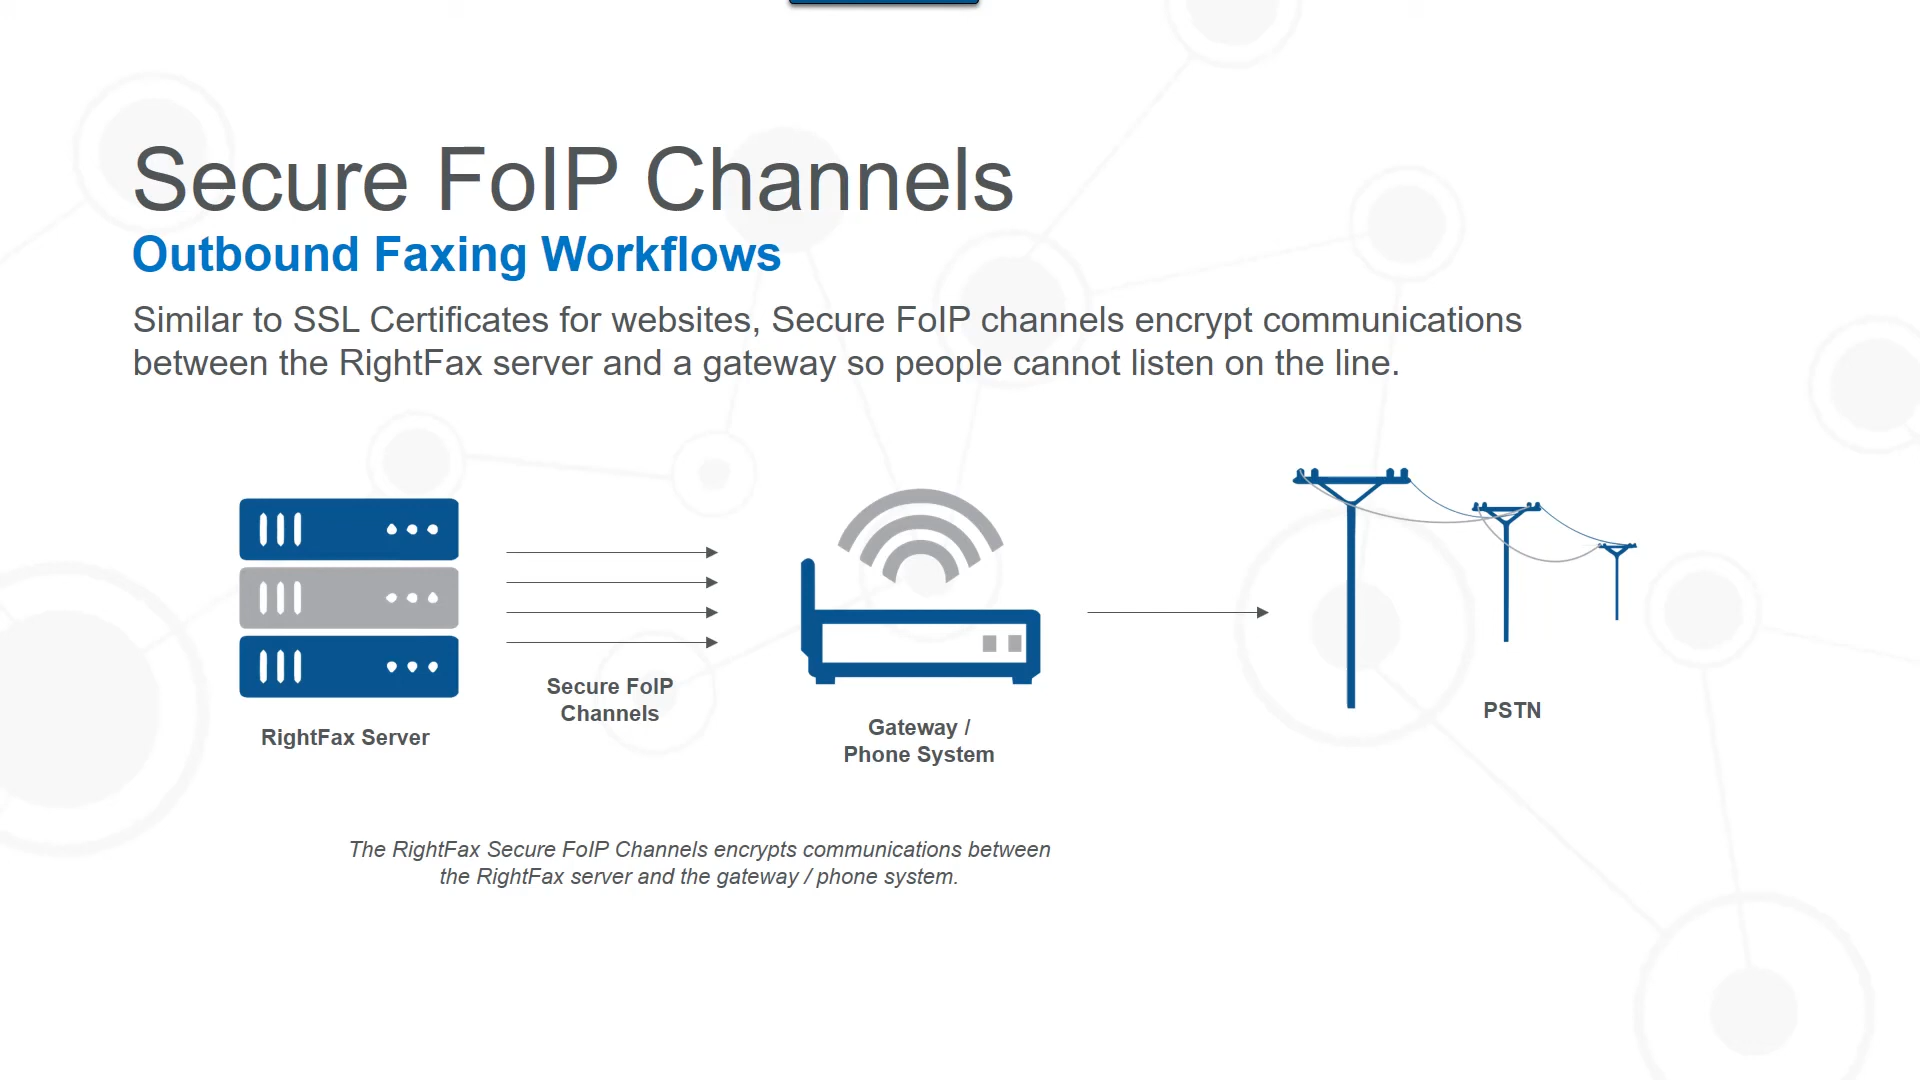 Secure FoIP Channels
Outbound Faxing Workflows
Similar to SSL Certificates for websites, Secure FoIP channels encrypt communications
between the RightFax server and a gateway so people cannot listen on the line.
RightFax Server
Secure FoIP
Channels
Gateway /
Phone System
PSTN
The RightFax Secure FoIP Channels encrypts communications between
the RightFax server and the gateway / phone system.